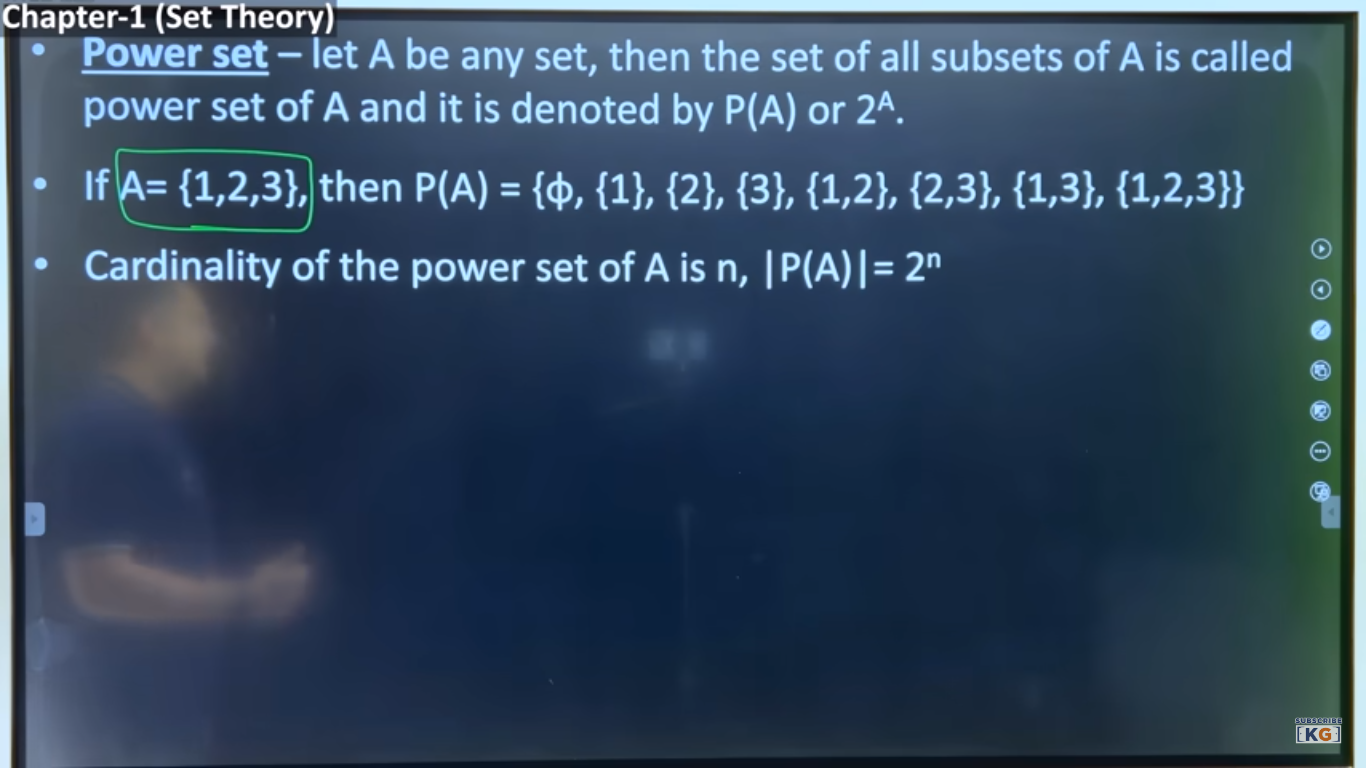 Chapter-1 (Set Theory)
• Power set – let A be any set, then the set of all subsets of A is called
power set of A and it is denoted by P(A) or 2ᴬ.
• If A= {1,2,3}, then P(A) = {ϕ, {1}, {2}, {3}, {1,2}, {2,3}, {1,3}, {1,2,3}}
• Cardinality of the power set of A is n, |P(A)|= 2ⁿ
SUBSCRIBE
[KG]